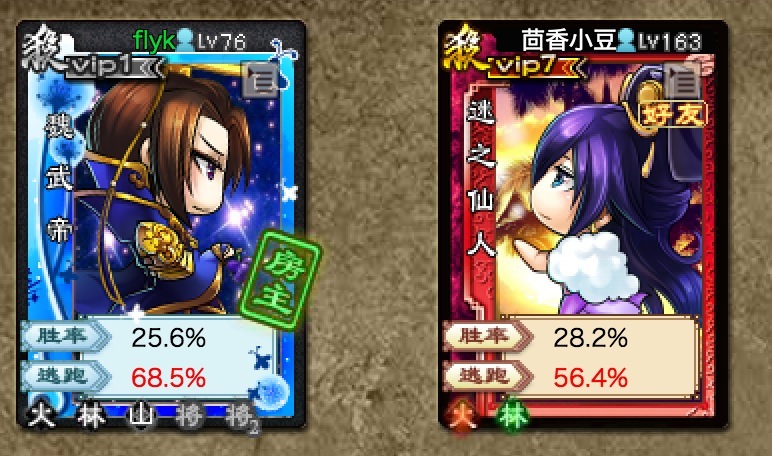 flyk Lv76
殺 vip1
魏武帝
房主
胜率 25.6%
逃跑 68.5%
火 林 山 将 将2
茴香小豆 Lv163
殺 vip7
好友
迷之仙人
胜率 28.2%
逃跑 56.4%
火 林